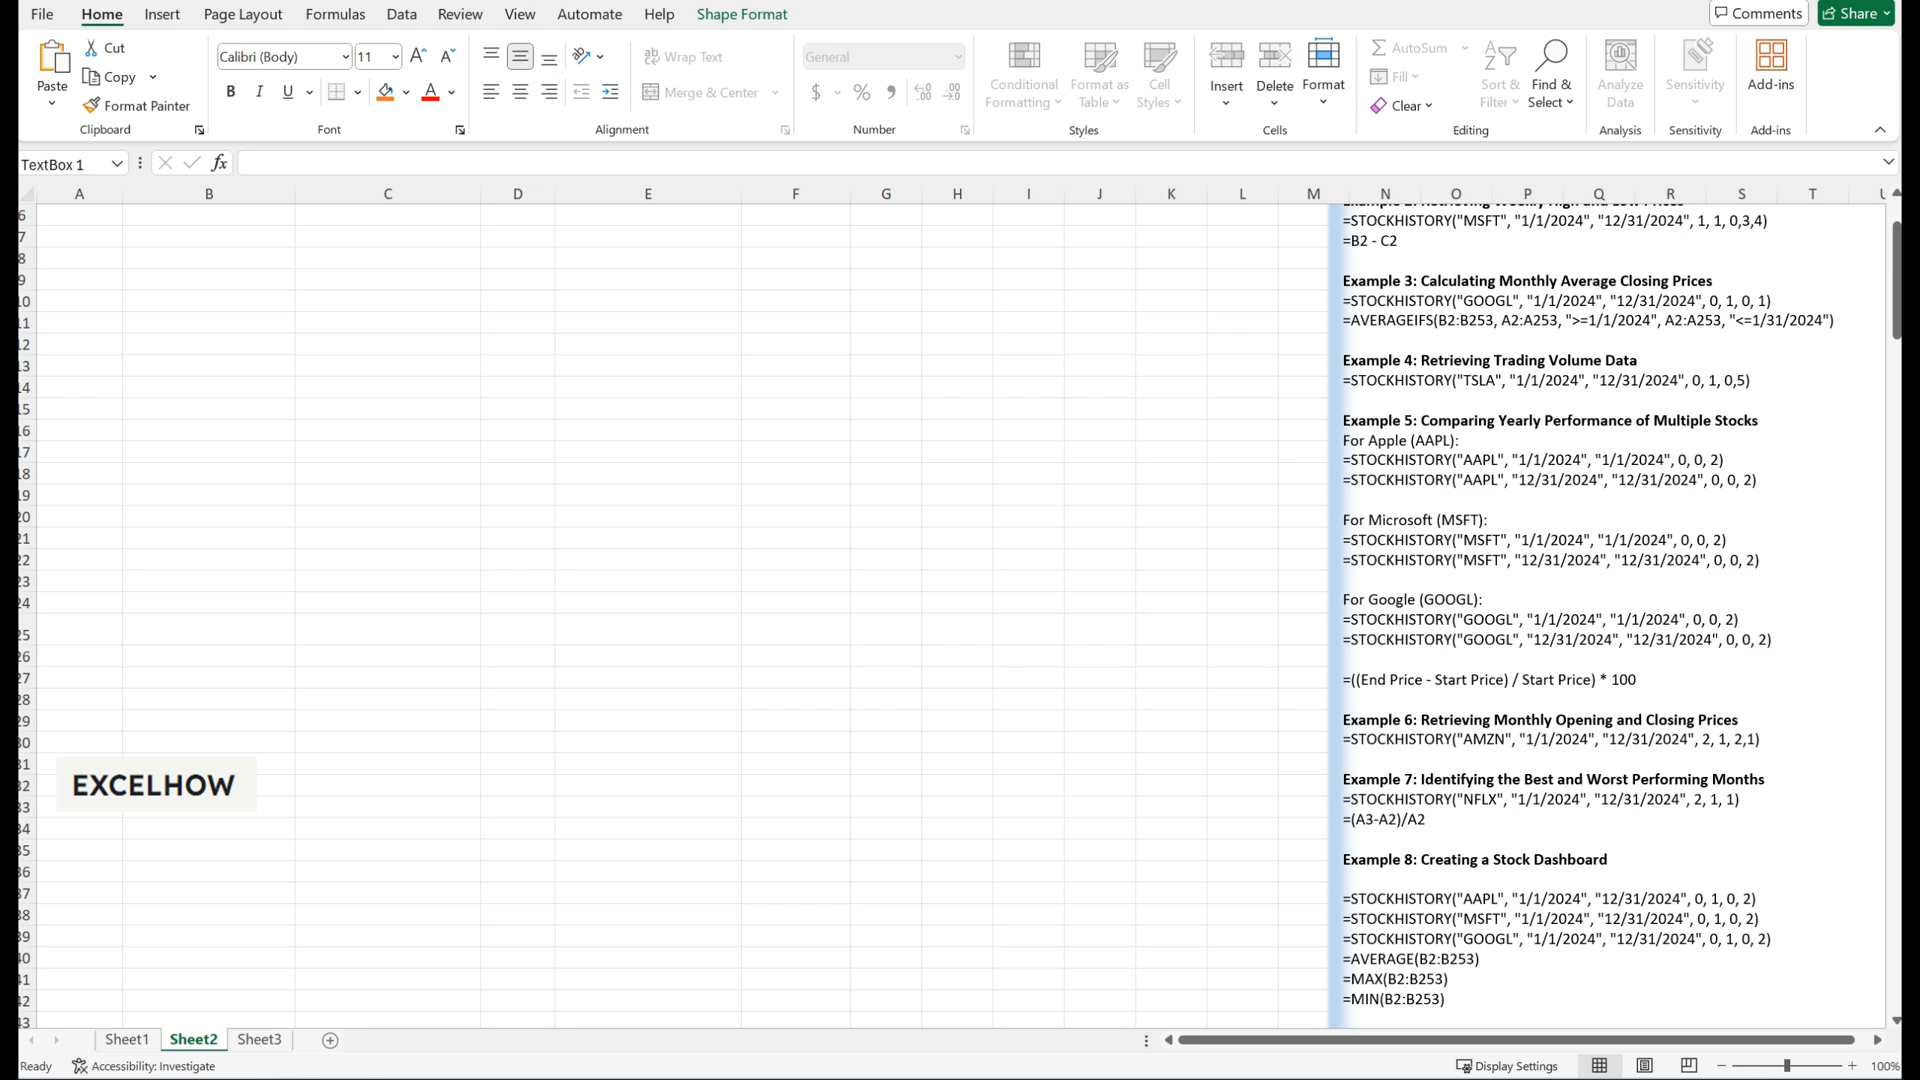 File Home Insert Page Layout Formulas Data Review View Automate Help Shape Format Comments Share
Paste Cut Copy Format Painter Clipboard
Calibri (Body) 11 A A B I U A Font
Wrap Text Merge & Center Alignment
General $ % Number
Conditional Formatting Format as Table Cell Styles Styles
Insert Delete Format Cells
AutoSum Fill Clear Sort & Filter Find & Select Editing
Analyze Data Analysis
Sensitivity Sensitivity
Add-ins Add-ins
TextBox 1 fx
A B C D E F G H I J K L M N O P Q R S T
=STOCKHISTORY("MSFT", "1/1/2024", "12/31/2024", 1, 1, 0,3,4)
=B2 - C2
Example 3: Calculating Monthly Average Closing Prices
=STOCKHISTORY("GOOGL", "1/1/2024", "12/31/2024", 0, 1, 0, 1)
=AVERAGEIFS(B2:B253, A2:A253, ">=1/1/2024", A2:A253, "<=1/31/2024")
Example 4: Retrieving Trading Volume Data
=STOCKHISTORY("TSLA", "1/1/2024", "12/31/2024", 0, 1, 0,5)
Example 5: Comparing Yearly Performance of Multiple Stocks
For Apple (AAPL):
=STOCKHISTORY("AAPL", "1/1/2024", "1/1/2024", 0, 0, 2)
=STOCKHISTORY("AAPL", "12/31/2024", "12/31/2024", 0, 0, 2)
For Microsoft (MSFT):
=STOCKHISTORY("MSFT", "1/1/2024", "1/1/2024", 0, 0, 2)
=STOCKHISTORY("MSFT", "12/31/2024", "12/31/2024", 0, 0, 2)
For Google (GOOGL):
=STOCKHISTORY("GOOGL", "1/1/2024", "1/1/2024", 0, 0, 2)
=STOCKHISTORY("GOOGL", "12/31/2024", "12/31/2024", 0, 0, 2)
=((End Price - Start Price) / Start Price) * 100
Example 6: Retrieving Monthly Opening and Closing Prices
=STOCKHISTORY("AMZN", "1/1/2024", "12/31/2024", 2, 1, 2,1)
Example 7: Identifying the Best and Worst Performing Months
=STOCKHISTORY("NFLX", "1/1/2024", "12/31/2024", 2, 1, 1)
=(A3-A2)/A2
Example 8: Creating a Stock Dashboard
=STOCKHISTORY("AAPL", "1/1/2024", "12/31/2024", 0, 1, 0, 2)
=STOCKHISTORY("MSFT", "1/1/2024", "12/31/2024", 0, 1, 0, 2)
=STOCKHISTORY("GOOGL", "1/1/2024", "12/31/2024", 0, 1, 0, 2)
=AVERAGE(B2:B253)
=MAX(B2:B253)
=MIN(B2:B253)
EXCELHOW
Sheet1 Sheet2 Sheet3
Ready Accessibility: Investigate Display Settings 100%